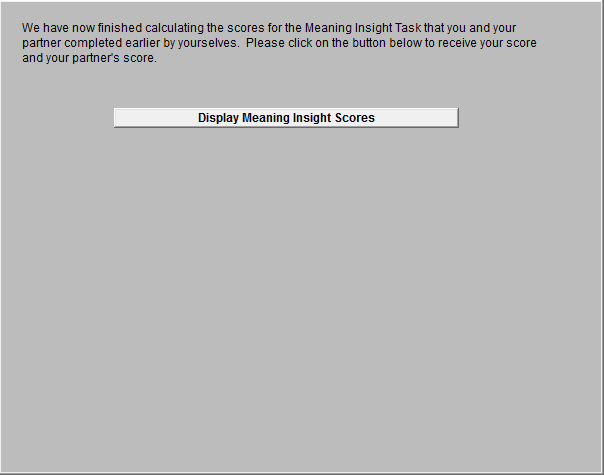 We have now finished calculating the scores for the Meaning Insight Task that you and your
partner completed earlier by yourselves.  Please click on the button below to receive your score
and your partner's score.
Display Meaning Insight Scores